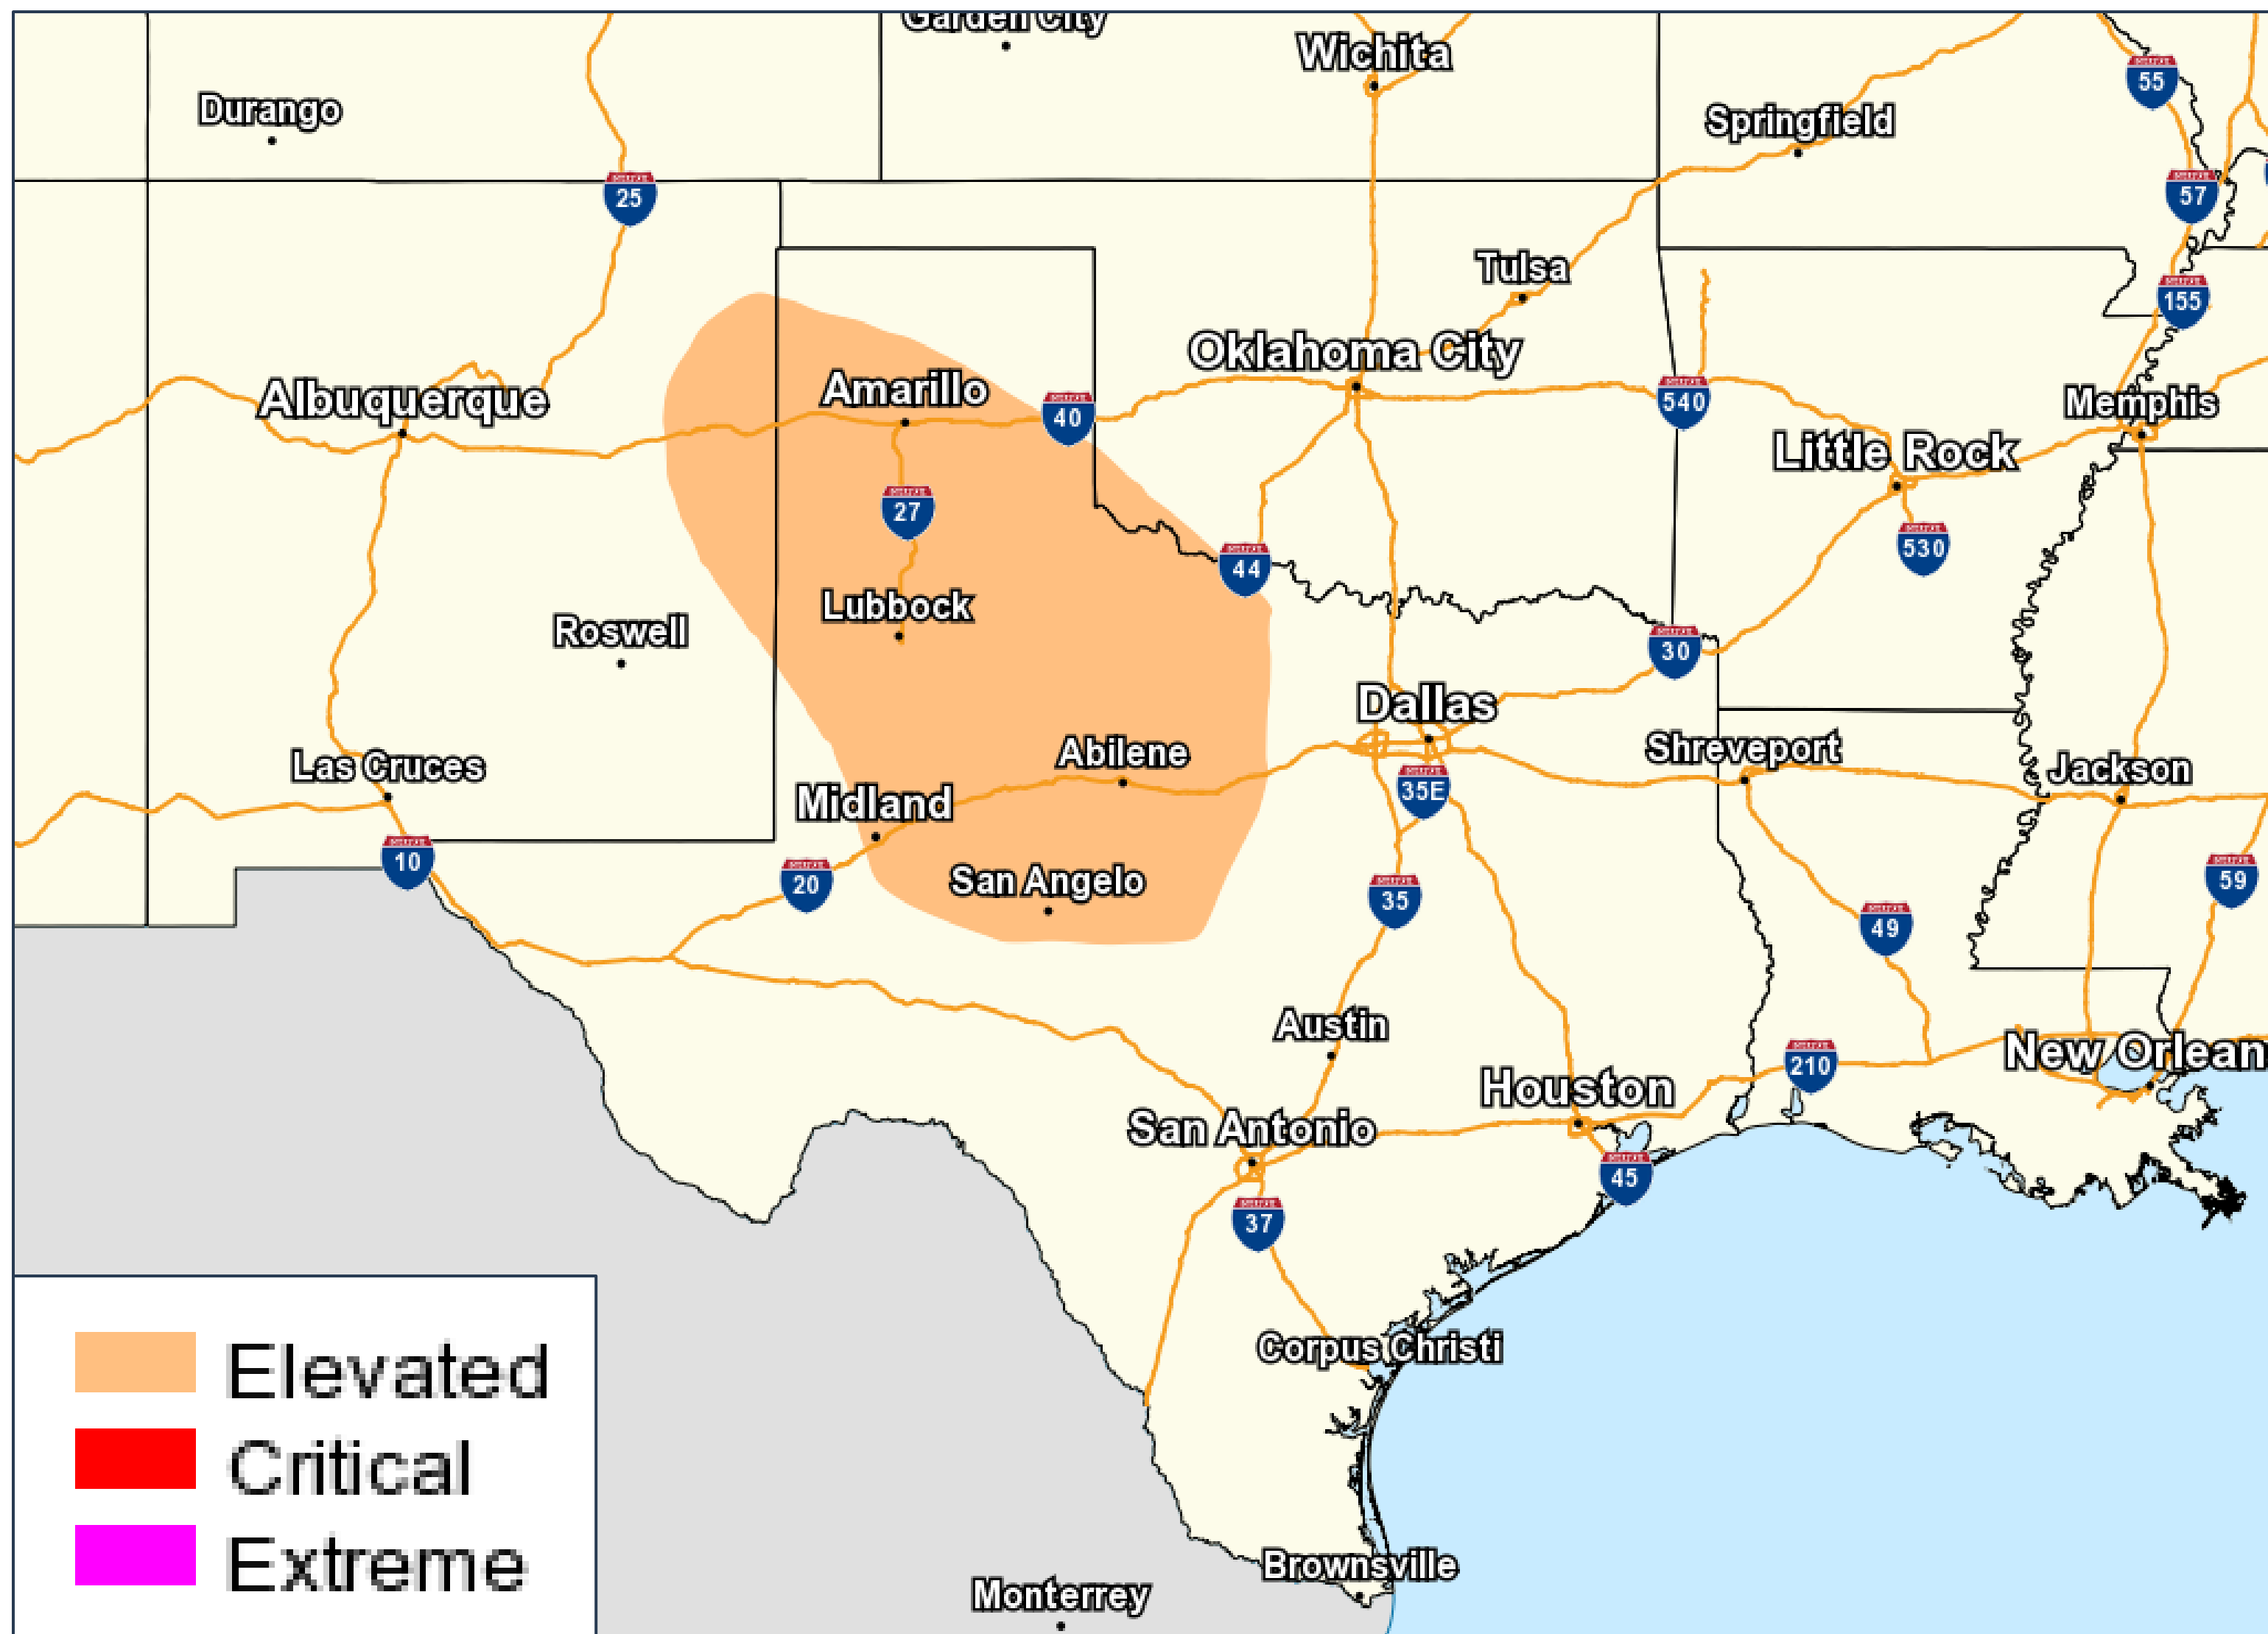 Garden City
Wichita
55
Durango
Springfield
25
57
Tulsa
155
Oklahoma City
Albuquerque
Amarillo
40
540
Memphis
Little Rock
27
530
44
Lubbock
Roswell
30
Dallas
Shreveport
Abilene
Las Cruces
Jackson
35E
Midland
10
20
San Angelo
35
59
49
Austin
New Orlean
210
Houston
San Antonio
45
37
Corpus Christi
Elevated
Critical
Extreme
Brownsville
Monterrey